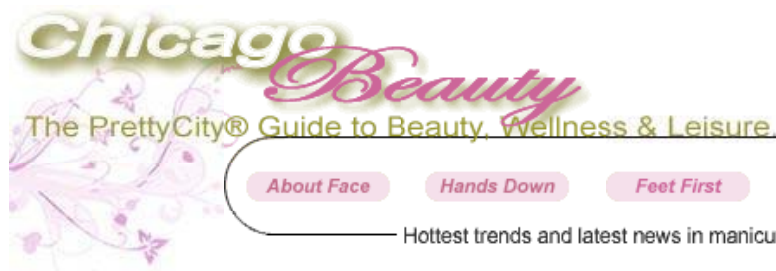 Chicago
Beauty
The PrettyCity® Guide to Beauty, Wellness & Leisure.
About Face Hands Down Feet First
Hottest trends and latest news in manicu